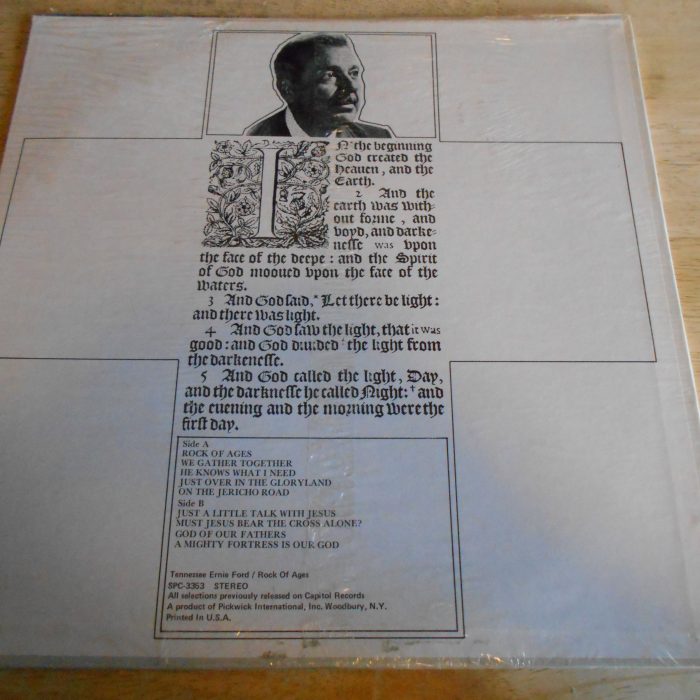 IN the beginning
God created the
Heauen, and the
Earth.
2 And the
earth was with-
out forme, and
voyd, and darke-
nesse was vpon
the face of the deepe: and the Spirit
of God mooued vpon the face of the
waters.
3 And God said, * Let there be light:
and there was light.
4 And God saw the light, that it was
good: and God diuided the light from
the darkenesse.
5 And God called the light, Day,
and the darknesse he called Night: † and
the euening and the morning were the
first day.
Side A
ROCK OF AGES
WE GATHER TOGETHER
HE KNOWS WHAT I NEED
JUST OVER IN THE GLORYLAND
ON THE JERICHO ROAD
Side B
JUST A LITTLE TALK WITH JESUS
MUST JESUS BEAR THE CROSS ALONE?
GOD OF OUR FATHERS
A MIGHTY FORTRESS IS OUR GOD
Tennessee Ernie Ford / Rock Of Ages
SPC-3353 STEREO
All selections previously released on Capitol Records
A product of Pickwick International, Inc. Woodbury, N.Y.
Printed in U.S.A.